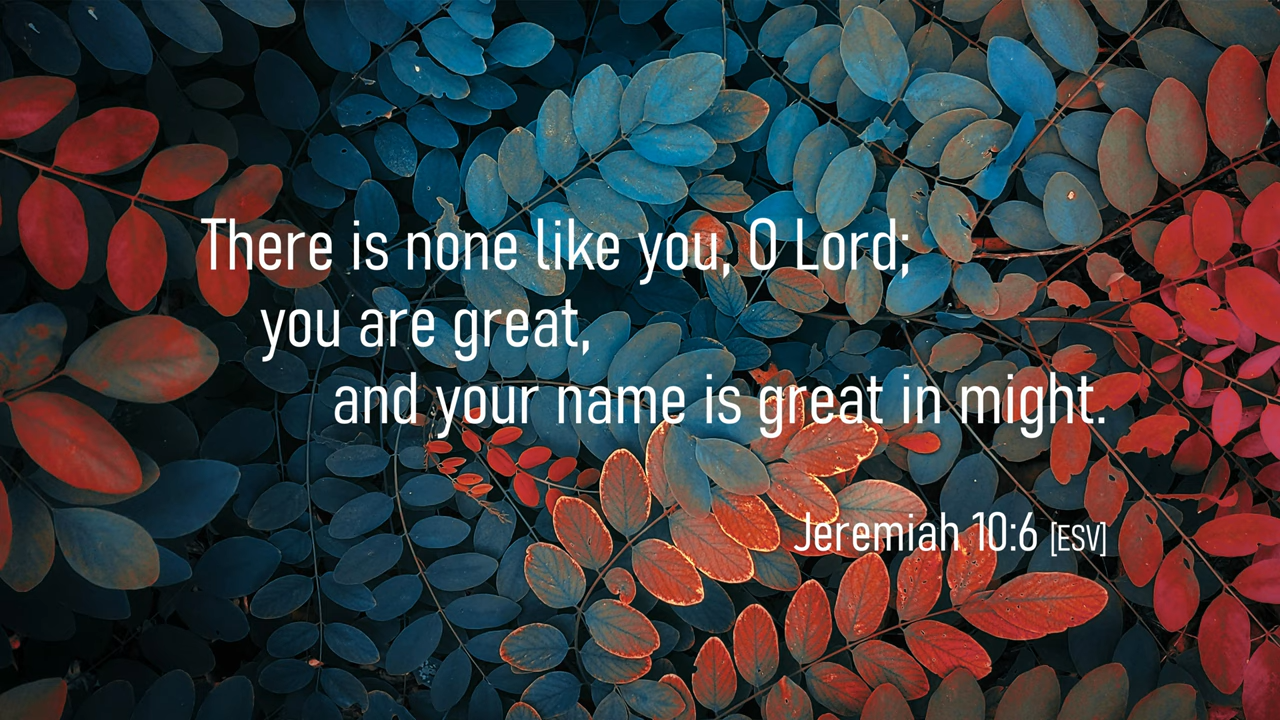 There is none like you, O Lord;
you are great,
and your name is great in might.
Jeremiah 10:6 [ESV]